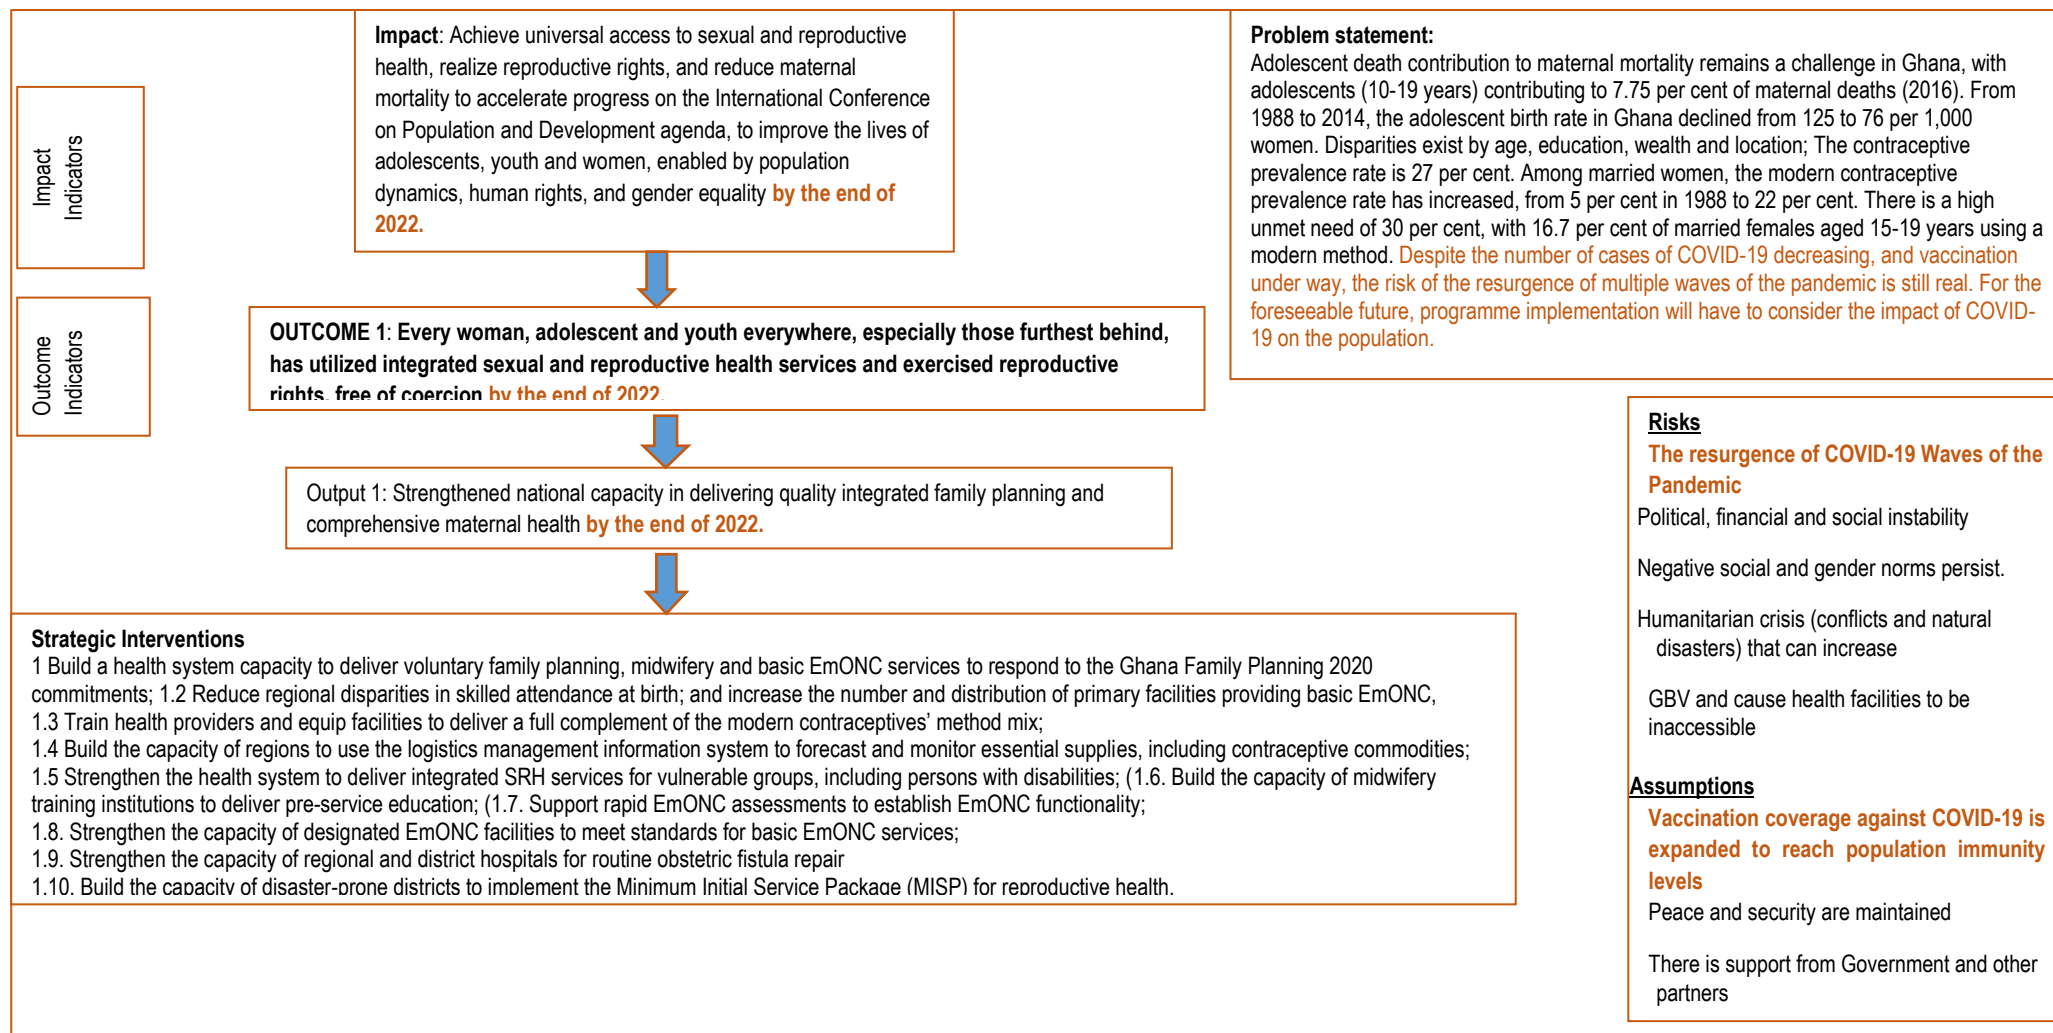 Impact: Achieve universal access to sexual and reproductive
health, realize reproductive rights, and reduce maternal
mortality to accelerate progress on the International Conference
on Population and Development agenda, to improve the lives of
adolescents, youth and women, enabled by population
dynamics, human rights, and gender equality by the end of
2022.
Problem statement:
Adolescent death contribution to maternal mortality remains a challenge in Ghana, with
adolescents (10-19 years) contributing to 7.75 per cent of maternal deaths (2016). From
1988 to 2014, the adolescent birth rate in Ghana declined from 125 to 76 per 1,000
women. Disparities exist by age, education, wealth and location; The contraceptive
prevalence rate is 27 per cent. Among married women, the modern contraceptive
prevalence rate has increased, from 5 per cent in 1988 to 22 per cent. There is a high
unmet need of 30 per cent, with 16.7 per cent of married females aged 15-19 years using a
modern method. Despite the number of cases of COVID-19 decreasing, and vaccination
under way, the risk of the resurgence of multiple waves of the pandemic is still real. For the
foreseeable future, programme implementation will have to consider the impact of COVID-
19 on the population.
Impact
Indicators
Outcome
Indicators
OUTCOME 1: Every woman, adolescent and youth everywhere, especially those furthest behind,
has utilized integrated sexual and reproductive health services and exercised reproductive
rights, free of coercion by the end of 2022.
Output 1: Strengthened national capacity in delivering quality integrated family planning and
comprehensive maternal health by the end of 2022.
Strategic Interventions
1 Build a health system capacity to deliver voluntary family planning, midwifery and basic EmONC services to respond to the Ghana Family Planning 2020
commitments; 1.2 Reduce regional disparities in skilled attendance at birth; and increase the number and distribution of primary facilities providing basic EmONC,
1.3 Train health providers and equip facilities to deliver a full complement of the modern contraceptives’ method mix;
1.4 Build the capacity of regions to use the logistics management information system to forecast and monitor essential supplies, including contraceptive commodities;
1.5 Strengthen the health system to deliver integrated SRH services for vulnerable groups, including persons with disabilities; (1.6. Build the capacity of midwifery
training institutions to deliver pre-service education; (1.7. Support rapid EmONC assessments to establish EmONC functionality;
1.8. Strengthen the capacity of designated EmONC facilities to meet standards for basic EmONC services;
1.9. Strengthen the capacity of regional and district hospitals for routine obstetric fistula repair
1.10. Build the capacity of disaster-prone districts to implement the Minimum Initial Service Package (MISP) for reproductive health.
Risks
The resurgence of COVID-19 Waves of the
Pandemic
Political, financial and social instability
Negative social and gender norms persist.
Humanitarian crisis (conflicts and natural
disasters) that can increase
GBV and cause health facilities to be
inaccessible
Assumptions
Vaccination coverage against COVID-19 is
expanded to reach population immunity
levels
Peace and security are maintained
There is support from Government and other
partners